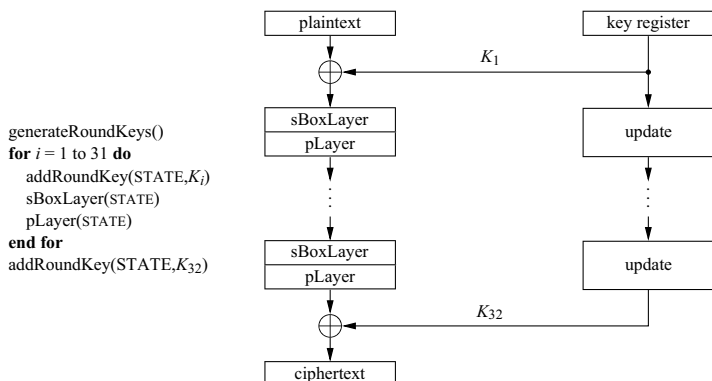 plaintext
key register
K1
generateRoundKeys()
for i = 1 to 31 do
addRoundKey(STATE,Ki)
sBoxLayer(STATE)
pLayer(STATE)
end for
addRoundKey(STATE,K32)
sBoxLayer
pLayer
update
sBoxLayer
pLayer
update
K32
ciphertext